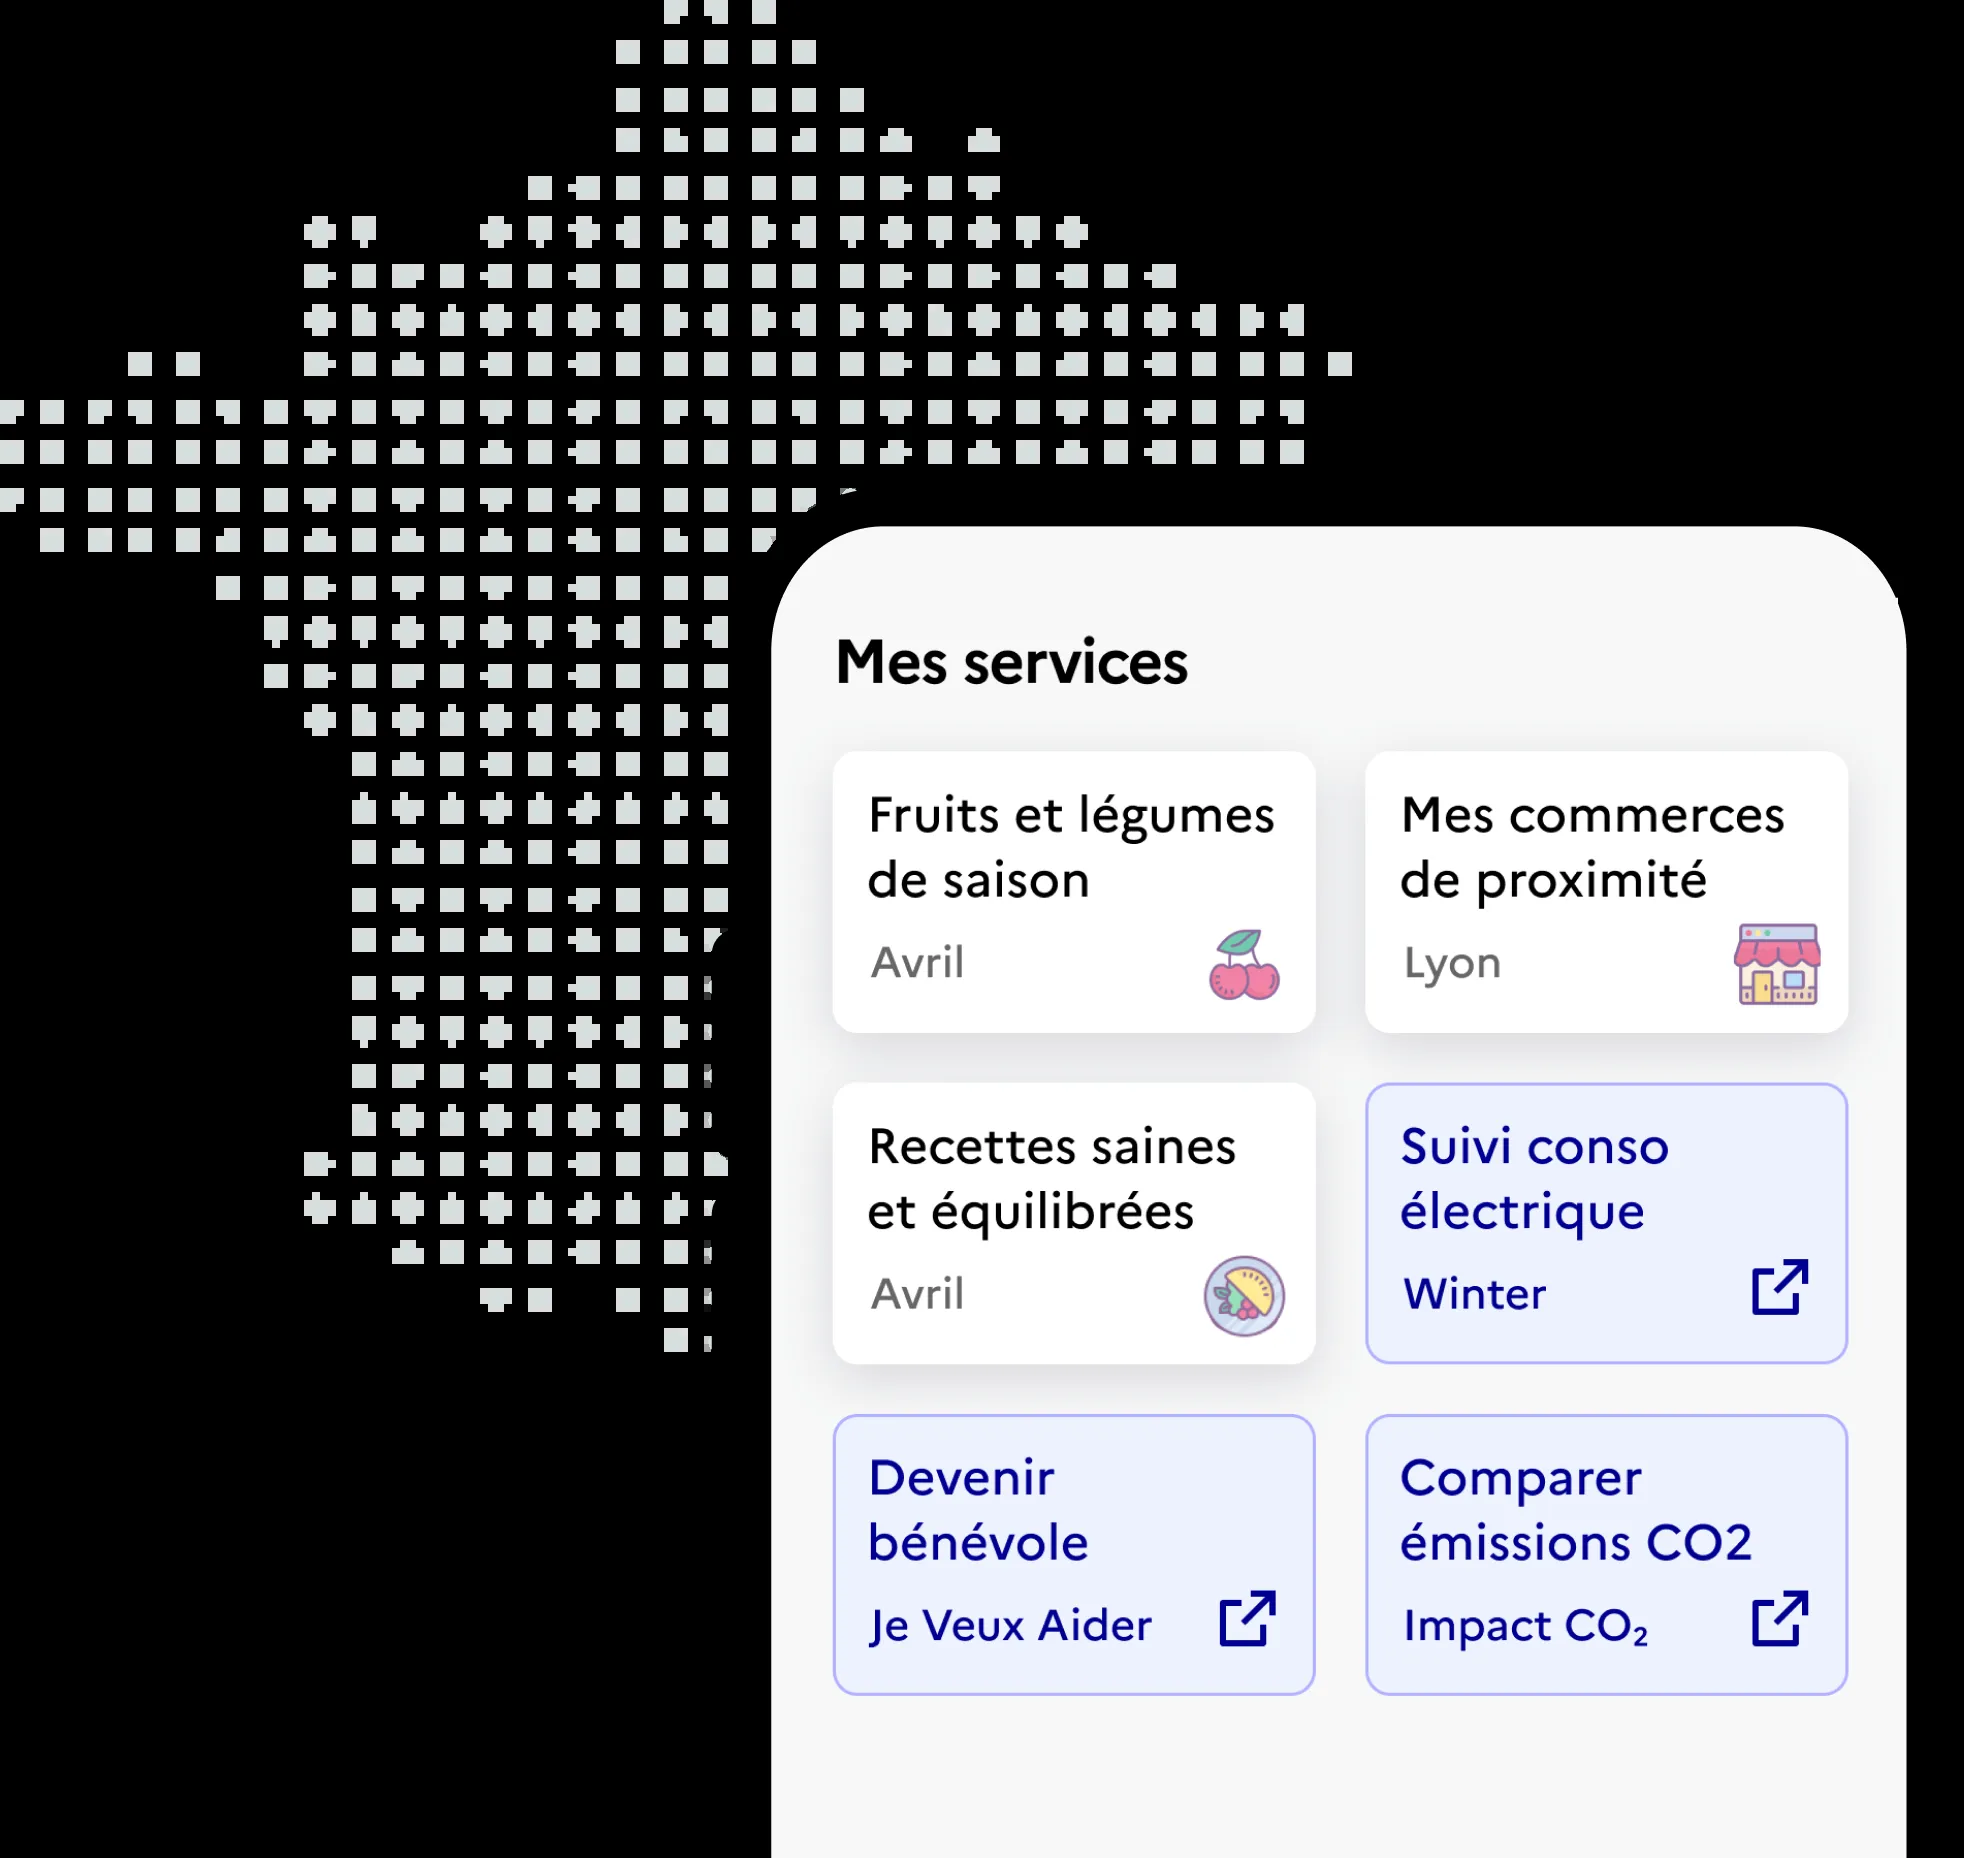 Mes services
Fruits et légumes
de saison
Avril
Mes commerces
de proximité
Lyon
Recettes saines
et équilibrées
Avril
Suivi conso
électrique
Winter
Devenir
bénévole
Je Veux Aider
Comparer
émissions CO2
Impact CO₂